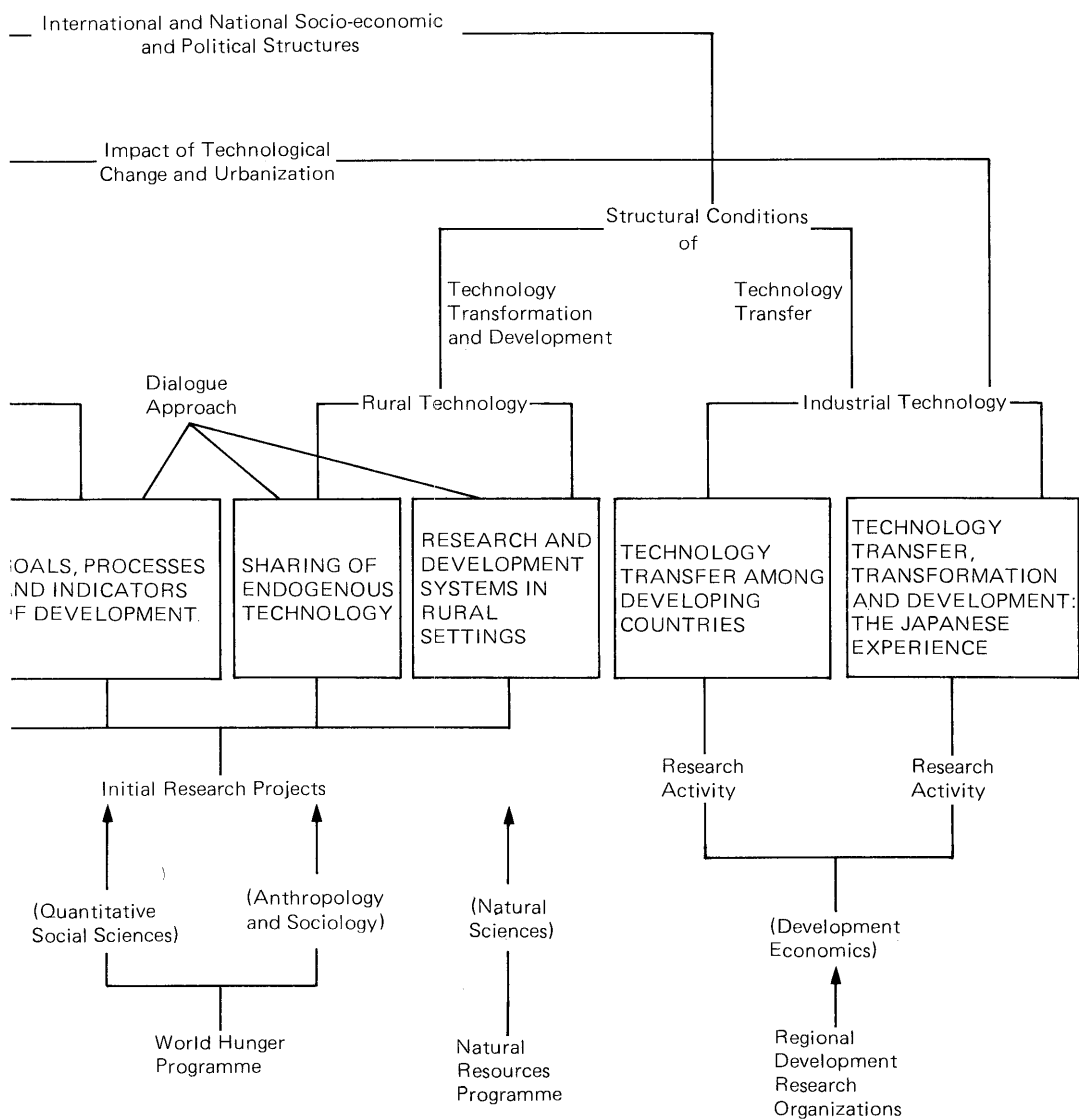 International and National Socio-economic
and Political Structures
Impact of Technological
Change and Urbanization
Structural Conditions
of
Technology
Transformation
and Development
Technology
Transfer
Dialogue
Approach
Rural Technology
Industrial Technology
GOALS, PROCESSES
AND INDICATORS
OF DEVELOPMENT.
SHARING OF
ENDOGENOUS
TECHNOLOGY
RESEARCH AND
DEVELOPMENT
SYSTEMS IN
RURAL
SETTINGS
TECHNOLOGY
TRANSFER AMONG
DEVELOPING
COUNTRIES
TECHNOLOGY
TRANSFER,
TRANSFORMATION
AND DEVELOPMENT:
THE JAPANESE
EXPERIENCE
Initial Research Projects
Research
Activity
Research
Activity
(Quantitative
Social Sciences)
(Anthropology
and Sociology)
(Natural
Sciences)
(Development
Economics)
World Hunger
Programme
Natural
Resources
Programme
Regional
Development
Research
Organizations